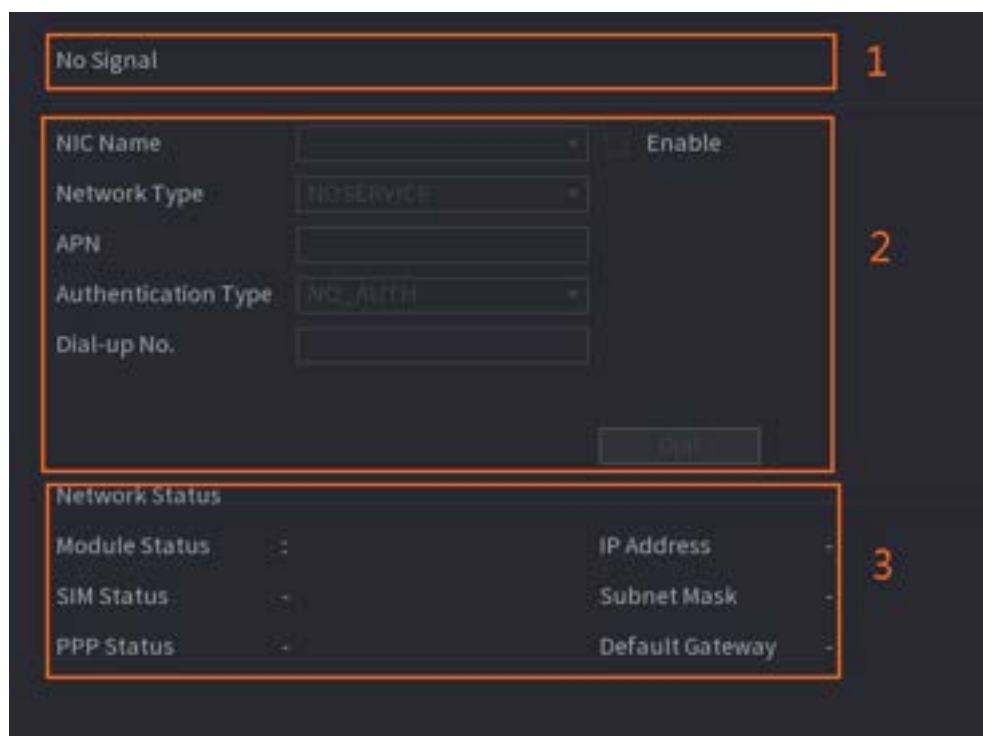 No Signal
1
NIC Name
Enable
Network Type NOSERVICE
APN
2
Authentication Type NO_AUTH
Dial-up No.
Network Status
Module Status : IP Address -
3
SIM Status - Subnet Mask -
PPP Status - Default Gateway -